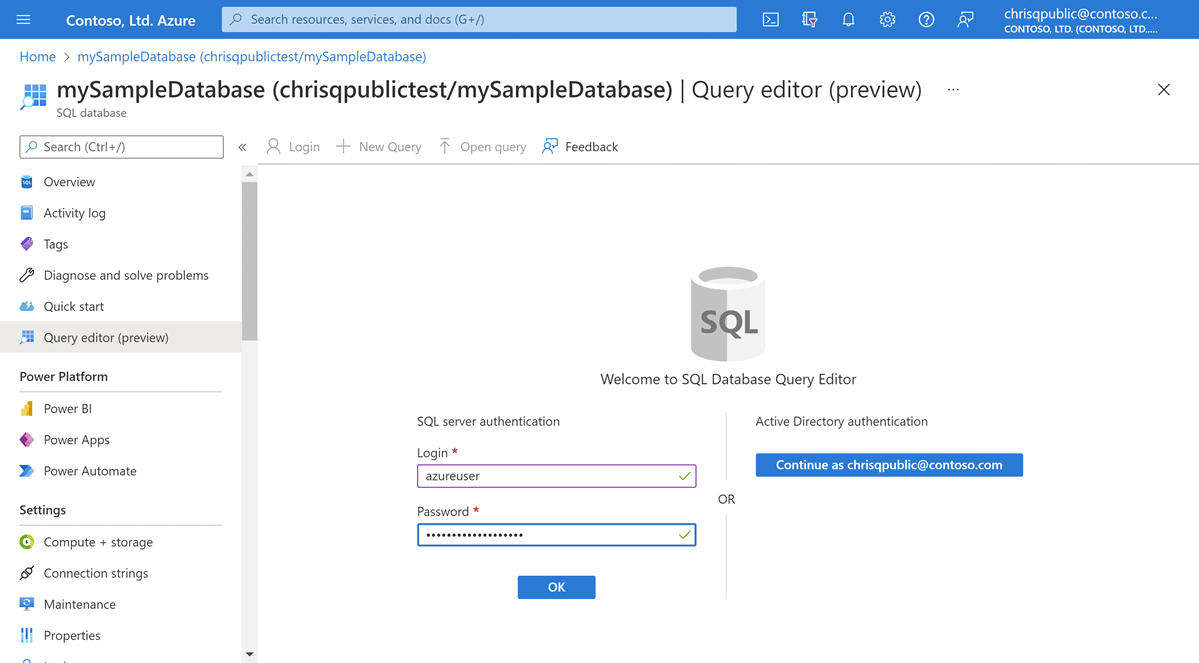 Contoso, Ltd. Azure
Search resources, services, and docs (G+/)
chrisqpublic@contoso.c...
CONTOSO, LTD. (CONTOSO, LTD.....
Home > mySampleDatabase (chrisqpublictest/mySampleDatabase)
mySampleDatabase (chrisqpublictest/mySampleDatabase) | Query editor (preview) ...
SQL database
Search (Ctrl+/)
Login
New Query
Open query
Feedback
Overview
Activity log
Tags
Diagnose and solve problems
Quick start
Query editor (preview)
Power Platform
Power BI
Power Apps
Power Automate
Settings
Compute + storage
Connection strings
Maintenance
Properties
SQL
Welcome to SQL Database Query Editor
SQL server authentication
Login *
azureuser
Password *
•••••••••••••••••••
OK
OR
Active Directory authentication
Continue as chrisqpublic@contoso.com